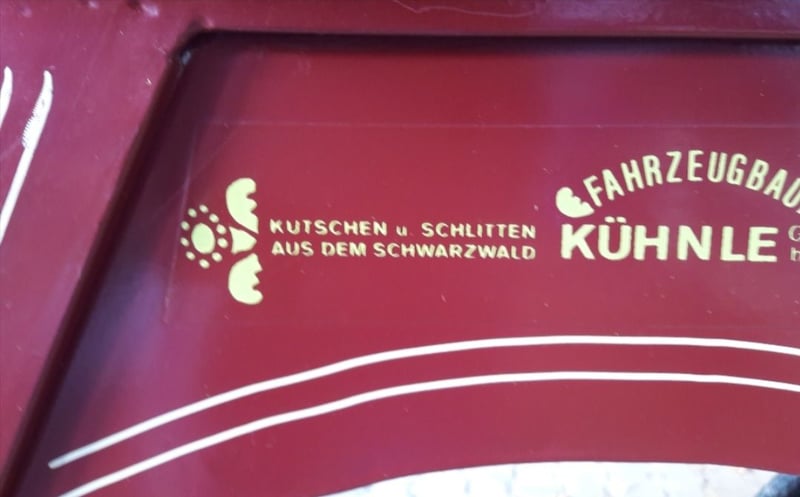 KUTSCHEN u. SCHLITTEN
AUS DEM SCHWARZWALD
FAHRZEUGBAU
KÜHNLE